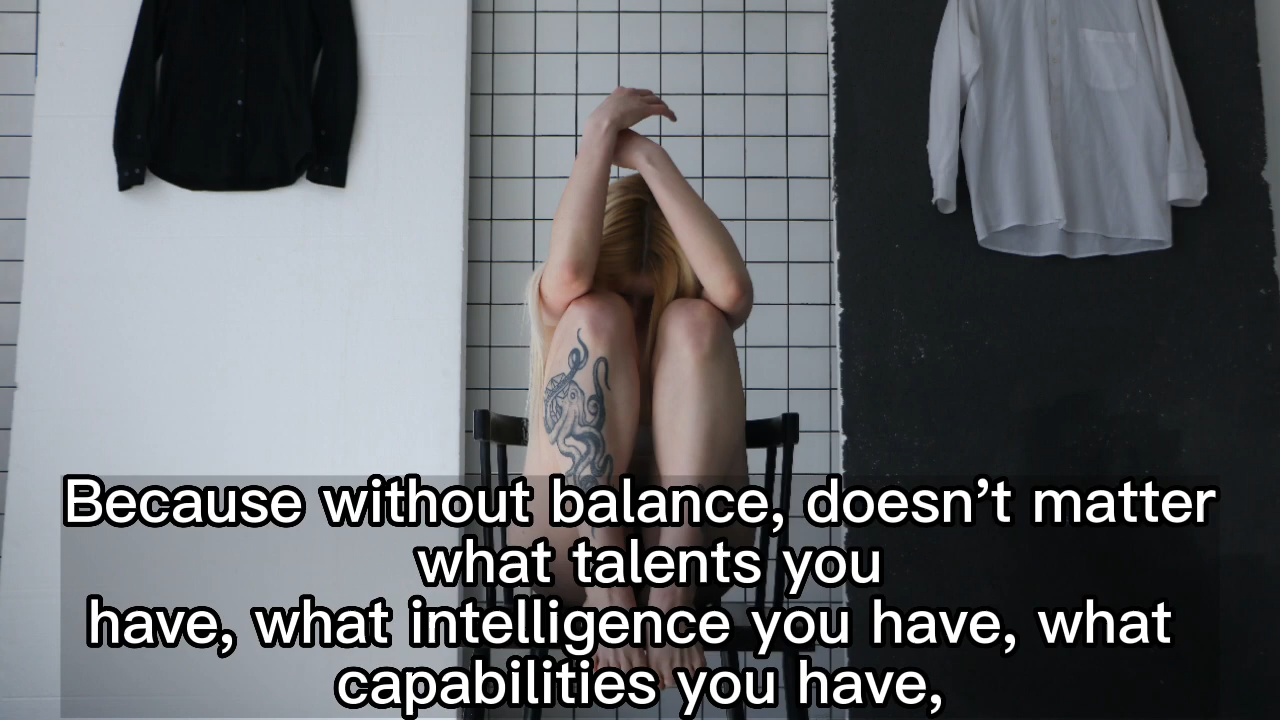 Because without balance, doesn’t matter
what talents you
have, what intelligence you have, what
capabilities you have,